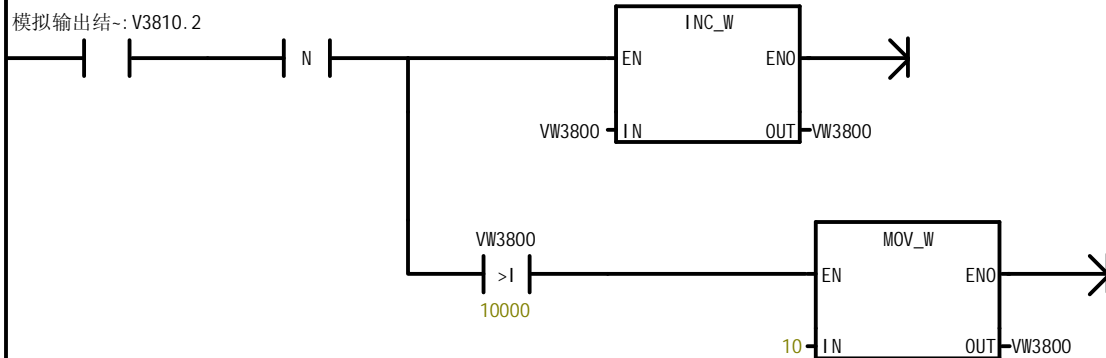 模拟输出结~:V3810.2
INC_W
N
EN ENO
VW3800 IN OUT VW3800
VW3800
MOV_W
>I
EN ENO
10000
10 IN OUT VW3800